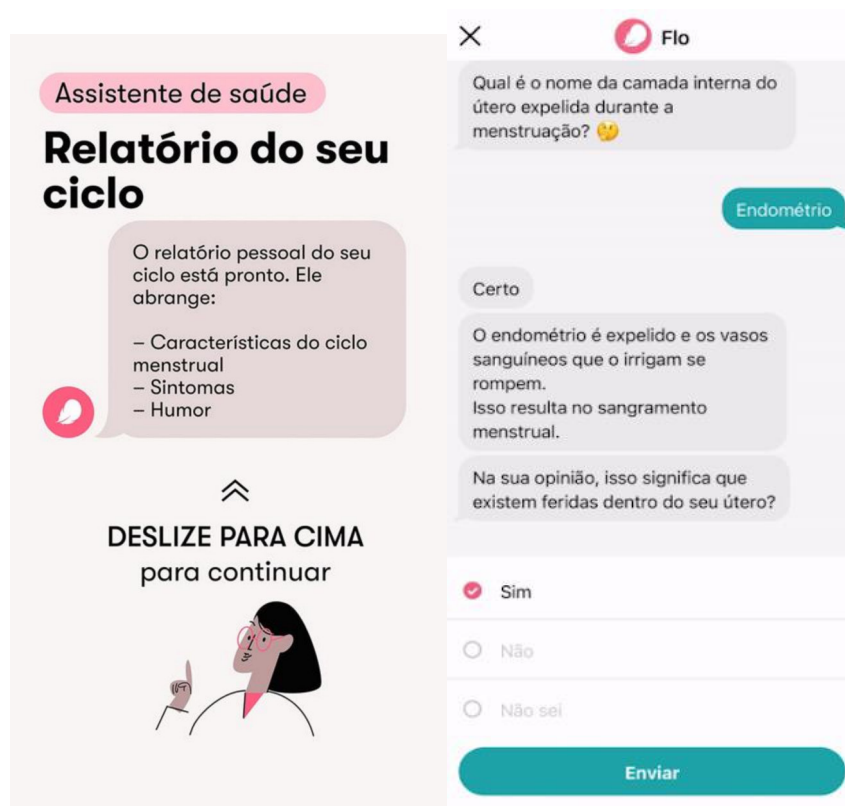 Assistente de saúde
Relatório do seu
ciclo
O relatório pessoal do seu
ciclo está pronto. Ele
abrange:
– Características do ciclo
menstrual
– Sintomas
– Humor
DESLIZE PARA CIMA
para continuar
Flo
Qual é o nome da camada interna do
útero expelida durante a
menstruação? 🤔
Endométrio
Certo
O endométrio é expelido e os vasos
sanguíneos que o irrigam se
rompem.
Isso resulta no sangramento
menstrual.
Na sua opinião, isso significa que
existem feridas dentro do seu útero?
Sim
Não
Não sei
Enviar